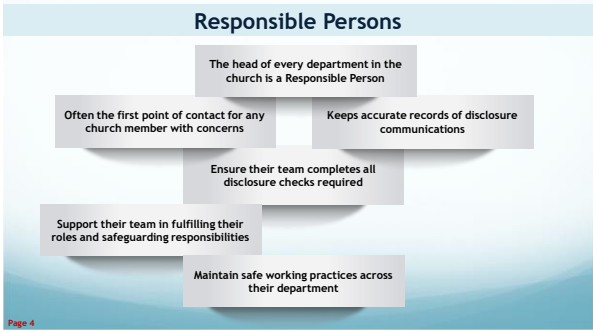 Responsible Persons
The head of every department in the
church is a Responsible Person
Often the first point of contact for any
church member with concerns
Keeps accurate records of disclosure
communications
Ensure their team completes all
disclosure checks required
Support their team in fulfilling their
roles and safeguarding responsibilities
Maintain safe working practices across
their department
Page 4